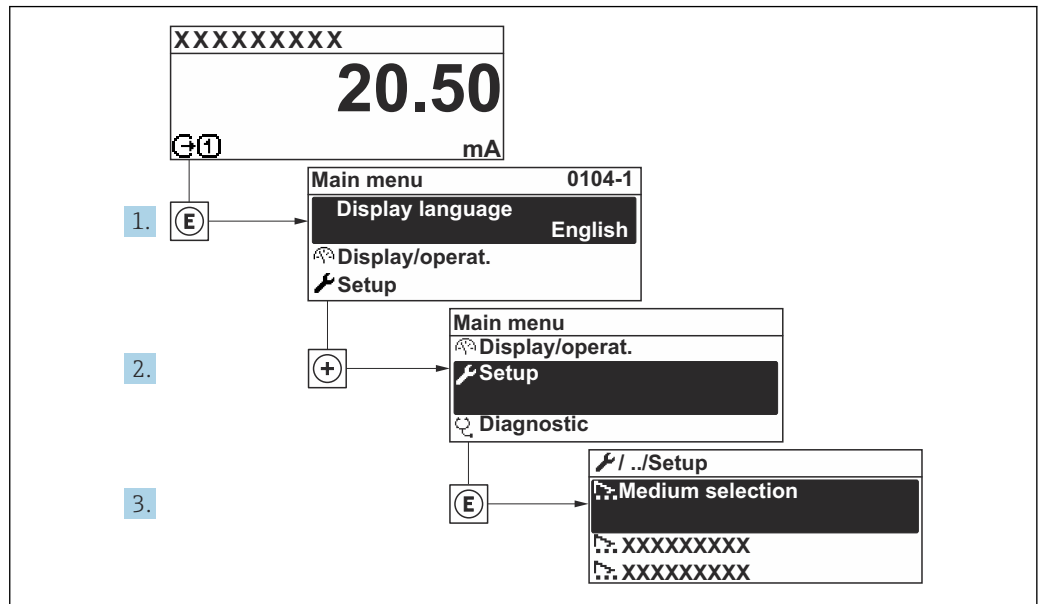 XXXXXXXXX
20.50
1 mA
Main menu 0104-1
1. E
Display language
English
Display/operat.
Setup
Main menu
Display/operat.
2. +
Setup
Diagnostic
/ ../Setup
3. E
Medium selection
XXXXXXXXX
XXXXXXXXX